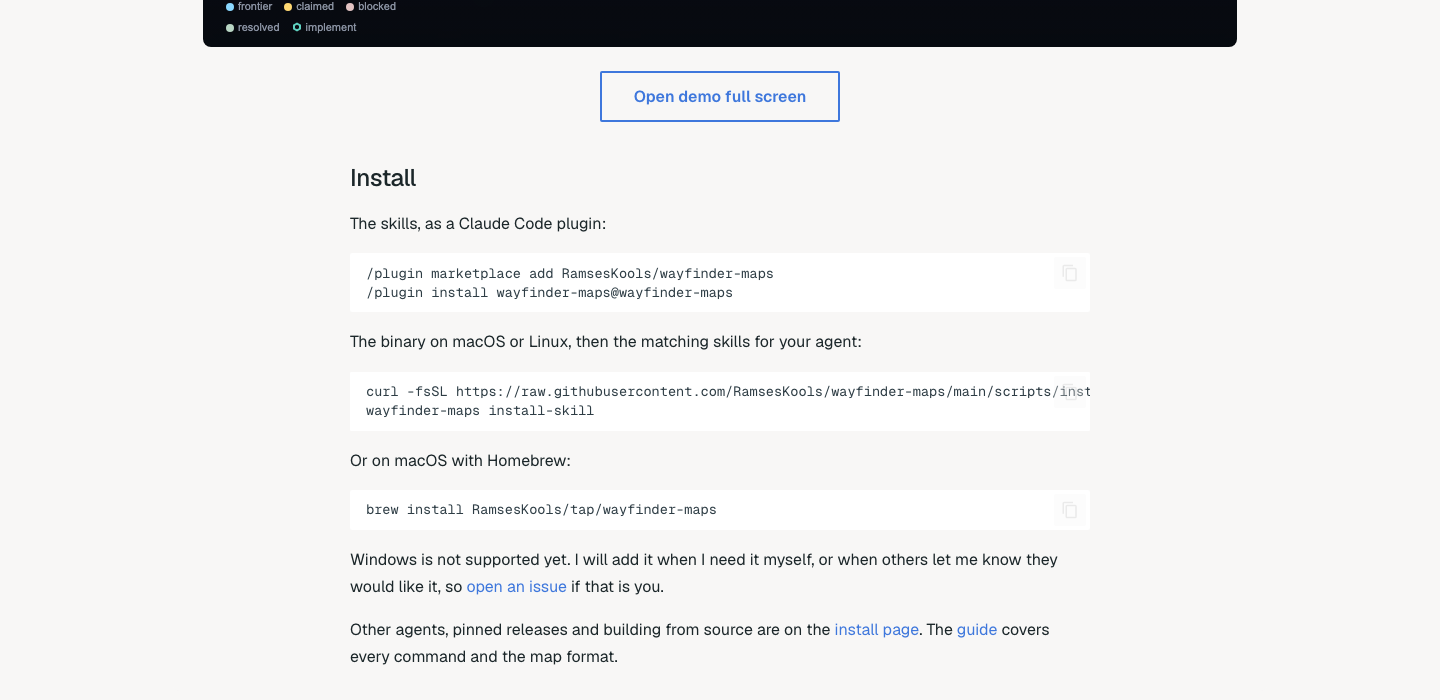 frontier claimed blocked
resolved implement
Open demo full screen
Install
The skills, as a Claude Code plugin:
/plugin marketplace add RamsesKools/wayfinder-maps
/plugin install wayfinder-maps@wayfinder-maps
The binary on macOS or Linux, then the matching skills for your agent:
curl -fsSL https://raw.githubusercontent.com/RamsesKools/wayfinder-maps/main/scripts/inst
wayfinder-maps install-skill
Or on macOS with Homebrew:
brew install RamsesKools/tap/wayfinder-maps
Windows is not supported yet. I will add it when I need it myself, or when others let me know they
would like it, so open an issue if that is you.
Other agents, pinned releases and building from source are on the install page. The guide covers
every command and the map format.